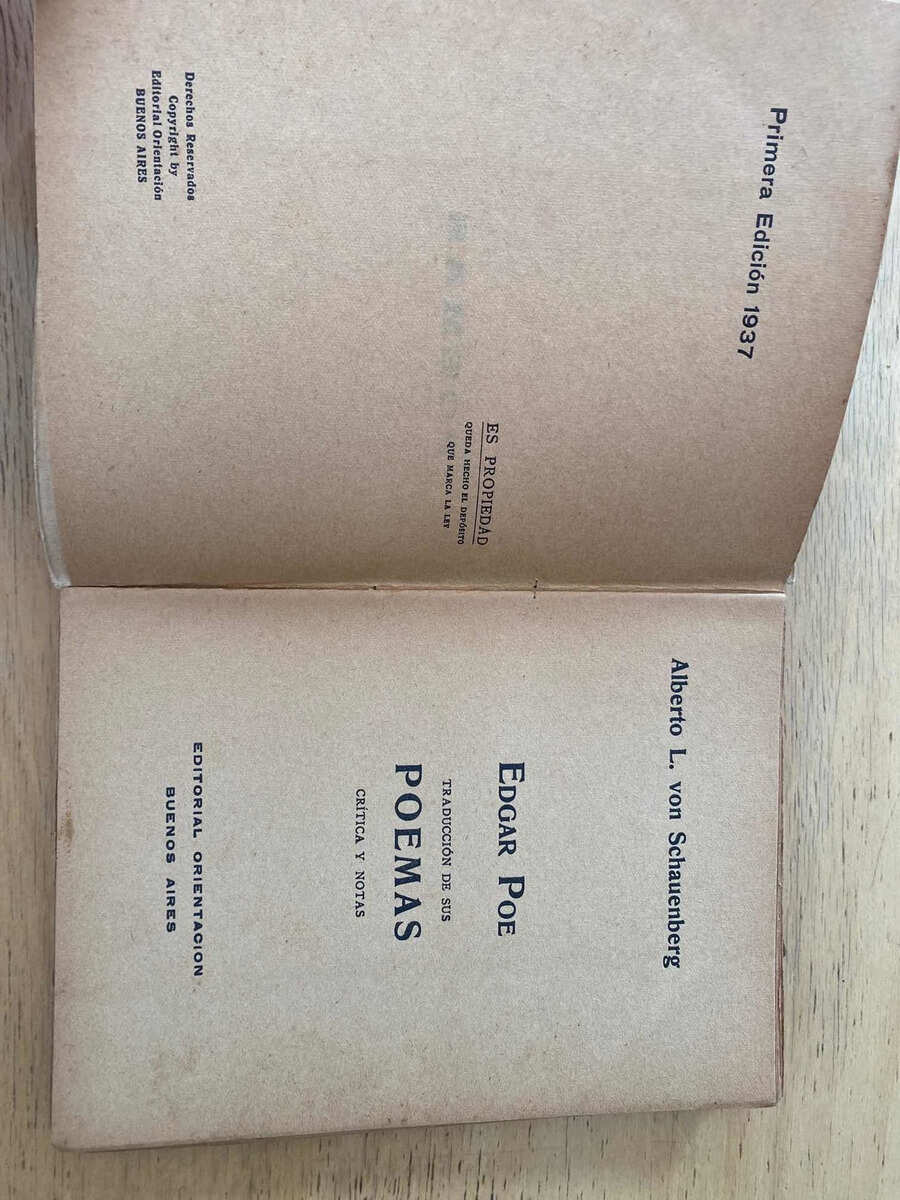 Primera Edición 1937
ES PROPIEDAD
QUEDA HECHO EL DEPÓSITO
QUE MARCA LA LEY
Derechos Reservados
Copyright by
Editorial Orientación
BUENOS AIRES
Alberto L. von Schauenberg
EDGAR POE
TRADUCCIÓN DE SUS
POEMAS
CRÍTICA Y NOTAS
EDITORIAL ORIENTACION
BUENOS AIRES